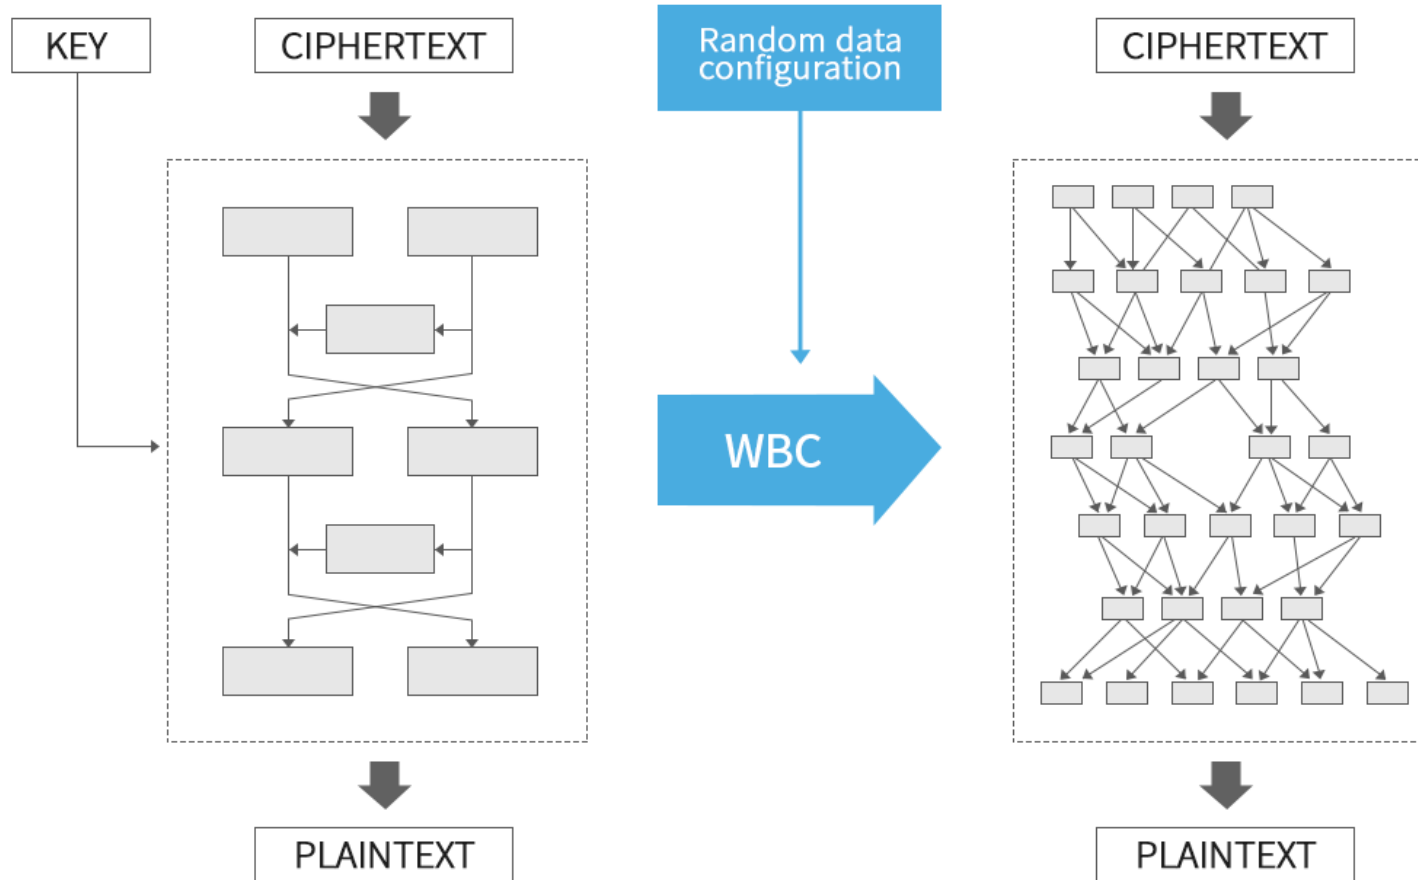 KEY
CIPHERTEXT
Random data
configuration
CIPHERTEXT
WBC
PLAINTEXT
PLAINTEXT